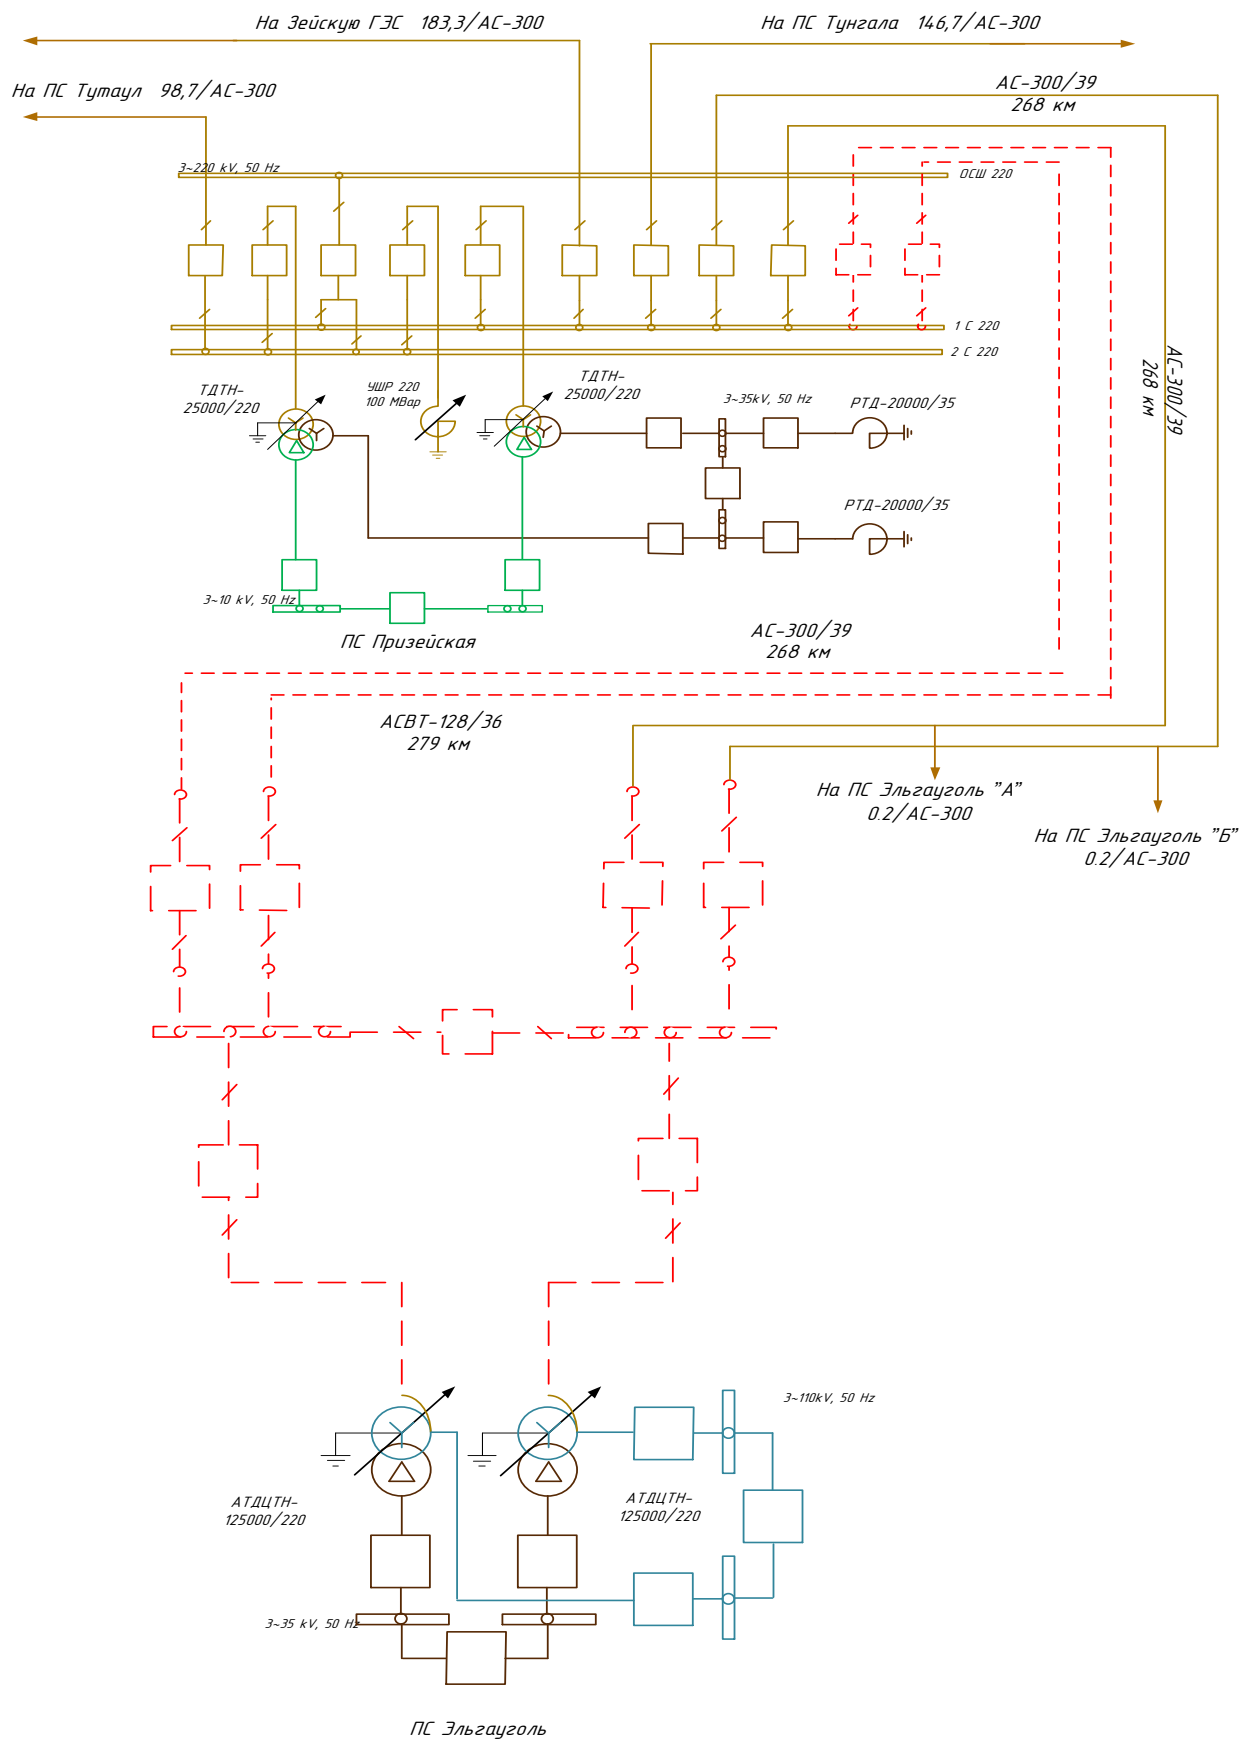 На Зейскую ГЭС 183,3/АС-300
На ПС Тунгала 146,7/АС-300
На ПС Тутаул 98,7/АС-300
АС-300/39
268 км
3~220 kV, 50 Hz
ОСШ 220
1 С 220
2 С 220
АС-300/39
268 км
ТДТН-
25000/220
УШР 220
100 МВар
ТДТН-
25000/220
3~35kV, 50 Hz
РТД-20000/35
РТД-20000/35
3~10 kV, 50 Hz
ПС Призейская
АС-300/39
268 км
АСВТ-128/36
279 км
На ПС Эльгауголь "А"
0.2/АС-300
На ПС Эльгауголь "Б"
0.2/АС-300
3~110kV, 50 Hz
АТДЦТН-
125000/220
АТДЦТН-
125000/220
3~35 kV, 50 Hz
ПС Эльгауголь